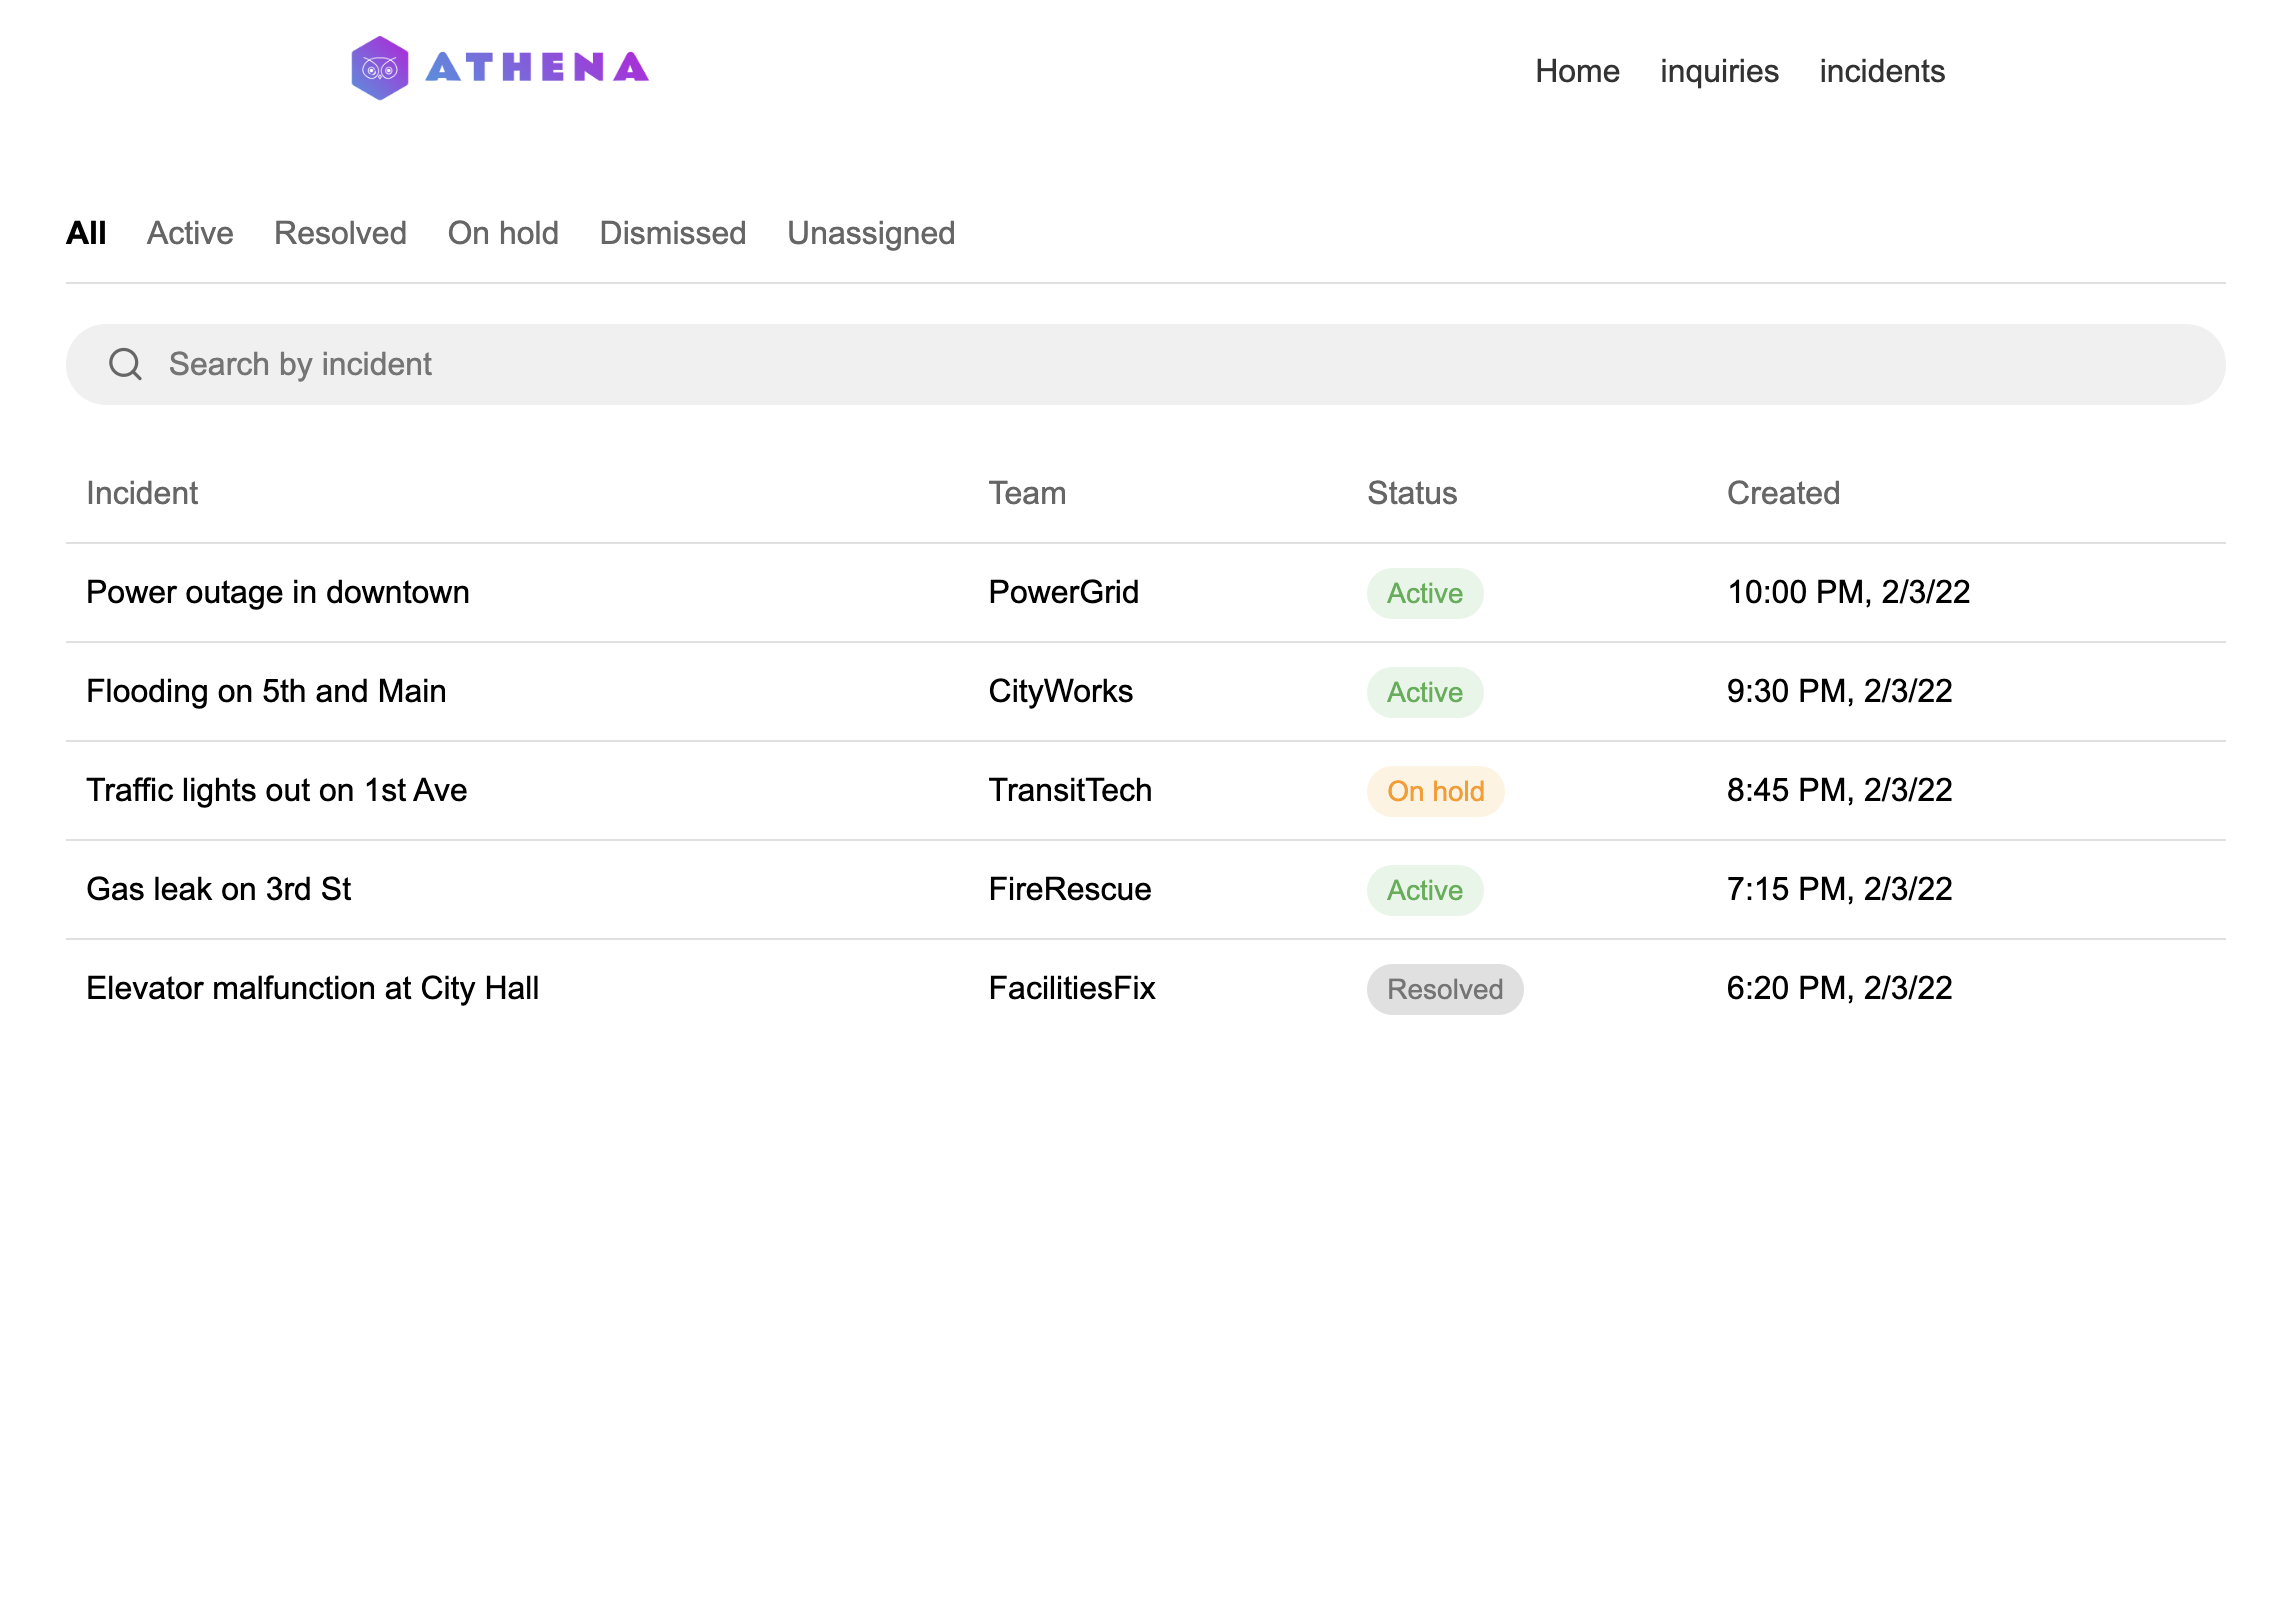 ATHENA
Home inquiries incidents
All Active Resolved On hold Dismissed Unassigned
Search by incident
Incident Team Status Created
Power outage in downtown PowerGrid Active 10:00 PM, 2/3/22
Flooding on 5th and Main CityWorks Active 9:30 PM, 2/3/22
Traffic lights out on 1st Ave TransitTech On hold 8:45 PM, 2/3/22
Gas leak on 3rd St FireRescue Active 7:15 PM, 2/3/22
Elevator malfunction at City Hall FacilitiesFix Resolved 6:20 PM, 2/3/22